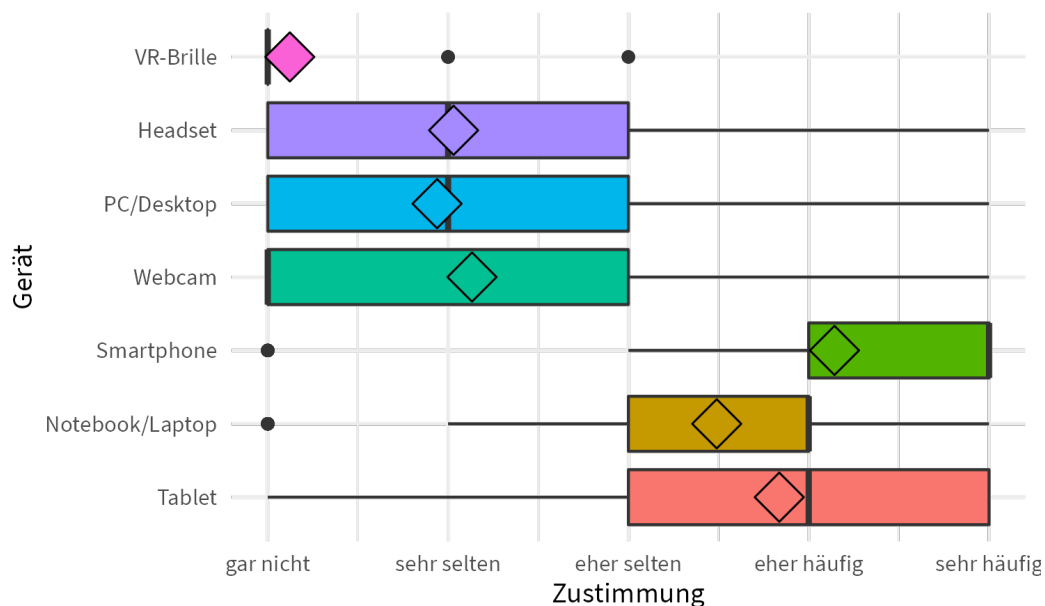 Gerät
VR-Brille
Headset
PC/Desktop
Webcam
Smartphone
Notebook/Laptop
Tablet
gar nicht sehr selten eher selten eher häufig sehr häufig
Zustimmung